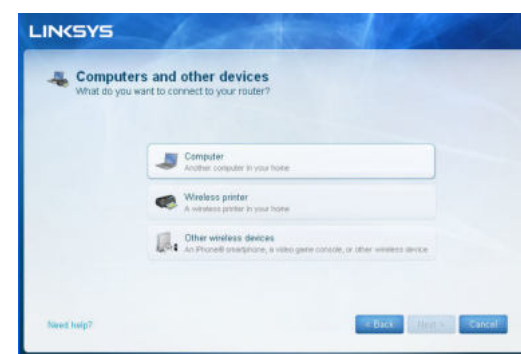 LINKSYS
Computers and other devices
What do you want to connect to your router?
Computer
Another computer in your home
Wireless printer
A wireless printer in your home
Other wireless devices
An iPhone® smartphone, a video game console, or other wireless device
Need help?
< Back
Next >
Cancel